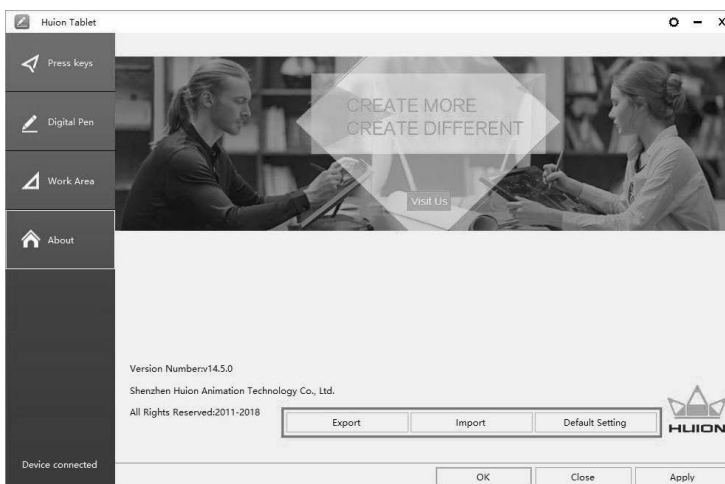 Huion Tablet
Press keys
Digital Pen
Work Area
About
CREATE MORE
CREATE DIFFERENT
Visit Us
Version Number:v14.5.0
Shenzhen Huion Animation Technology Co., Ltd.
All Rights Reserved:2011-2018
Export Import Default Setting
HUION
Device connected
OK Close Apply